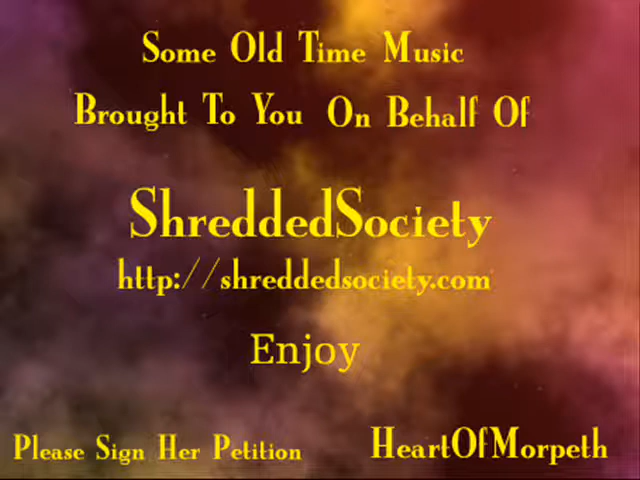 Some Old Time Music
Brought To You On Behalf Of
ShreddedSociety
http://shreddedsociety.com
Enjoy
Please Sign Her Petition
HeartOfMorpeth